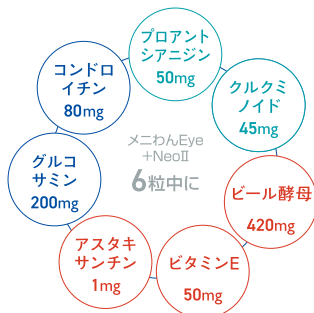 プロアント
シアニジン
50mg
クルクミ
ノイド
45mg
ビール酵母
420mg
ビタミンE
50mg
アスタキ
サンチン
1mg
グルコ
サミン
200mg
コンドロ
イチン
80mg
メニわんEye
+NeoⅡ
6粒中に